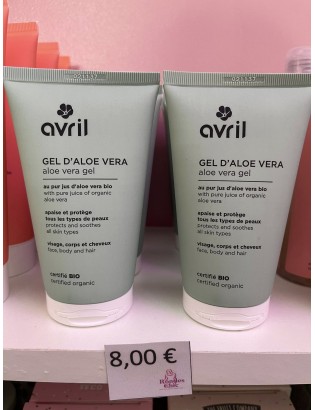 avril
GEL D'ALOE VERA
aloe vera gel
au pur jus d'aloe vera bio
with pure juice of organic
aloe vera
apaise et protège
tous les types de peaux
protects and soothes
all skin types
visage, corps et cheveux
face, body and hair
certifié BIO
certified organic
avril
GEL D'ALOE VERA
aloe vera gel
au pur jus d'aloe vera bio
with pure juice of organic
aloe vera
apaise et protège
tous les types de peaux
protects and soothes
all skin types
visage, corps et cheveux
face, body and hair
certifié BIO
certified organic
8,00 €